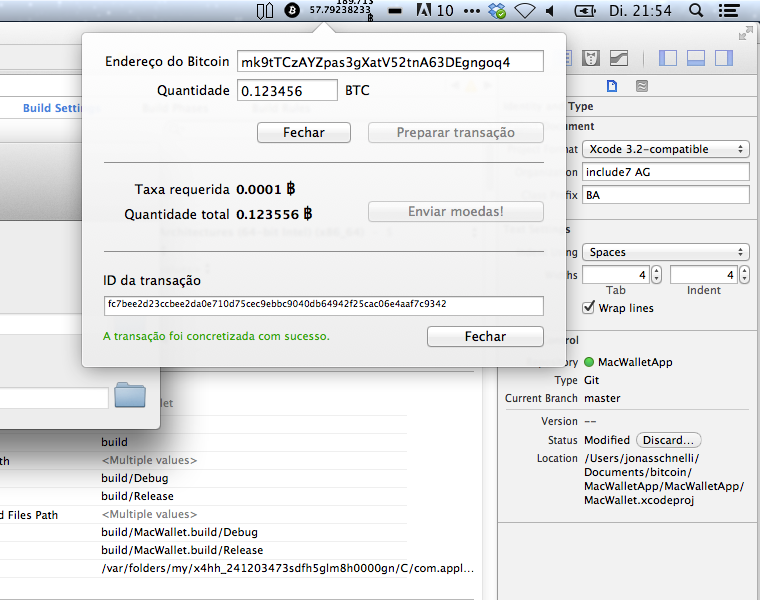 57.79238233
10
Di. 21:54
Endereço do Bitcoin
mk9tTCzAYZpas3gXatV52tnA63DEgngoq4
Quantidade
0.123456
BTC
Fechar
Preparar transação
Taxa requerida 0.0001 ฿
Quantidade total 0.123556 ฿
Enviar moedas!
ID da transação
fc7bee2d23ccbee2da0e710d75cec9ebbc9040db64942f25cac06e4aaf7c9342
A transação foi concretizada com sucesso.
Fechar
Build Settin
Type
ument
mat
Xcode 3.2-compatible
include7 AG
fix
BA
Spaces
4
4
Tab
Indent
Wrap lines
MacWalletApp
Type
Git
Current Branch
master
Version
--
Status
Modified
Discard...
Location
/Users/jonasschnelli/
Documents/bitcoin/
MacWalletApp/MacWalletApp/
MacWallet.xcodeproj
build
th
<Multiple values>
build/Debug
build/Release
d Files Path
<Multiple values>
build/MacWallet.build/Debug
build/MacWallet.build/Release
/var/folders/my/x4hh_241203473sdfh5glm8h0000gn/C/com.appl...